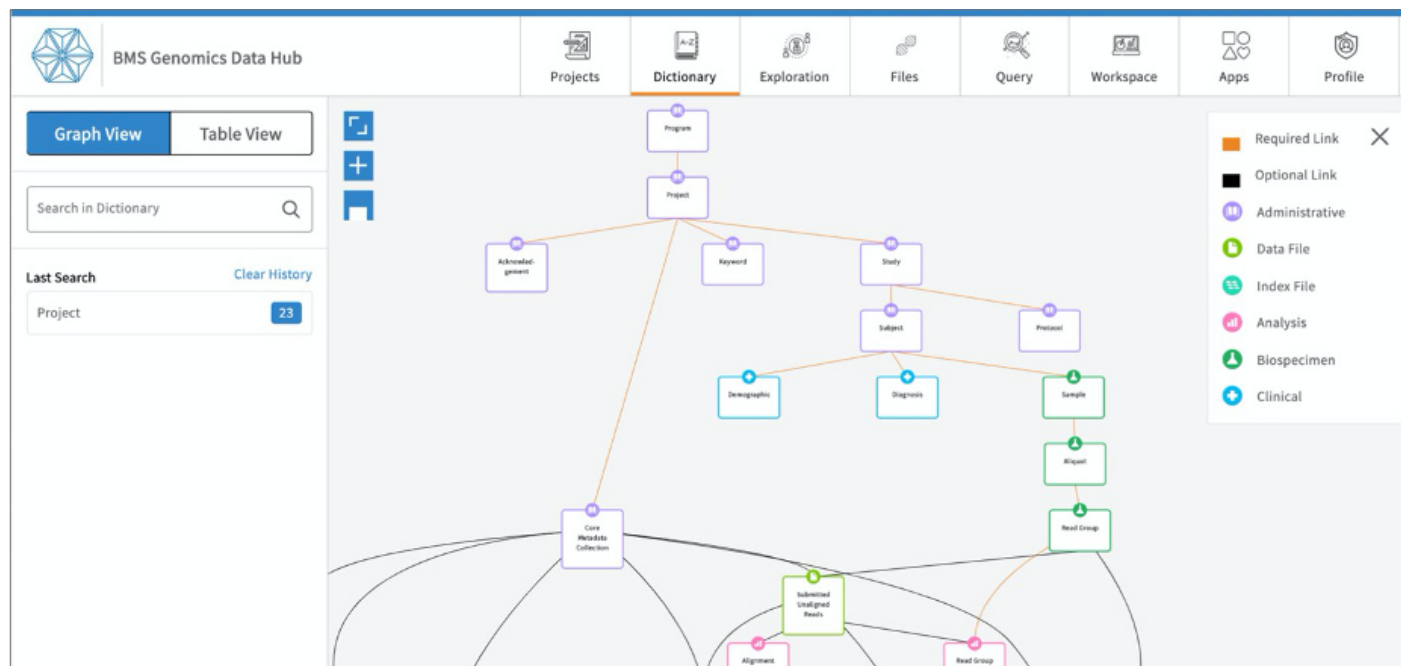 BMS Genomics Data Hub
Projects
Dictionary
Exploration
Files
Query
Workspace
Apps
Profile
Graph View
Table View
Search in Dictionary
Last Search
Clear History
Project
23
Program
Project
Acknowled-
gement
Keyword
Study
Subject
Protocol
Demographic
Diagnosis
Sample
Aliquot
Core
Metadata
Collection
Read Group
Submitted
Unaligned
Reads
Alignment
Read Group
Required Link
Optional Link
Administrative
Data File
Index File
Analysis
Biospecimen
Clinical